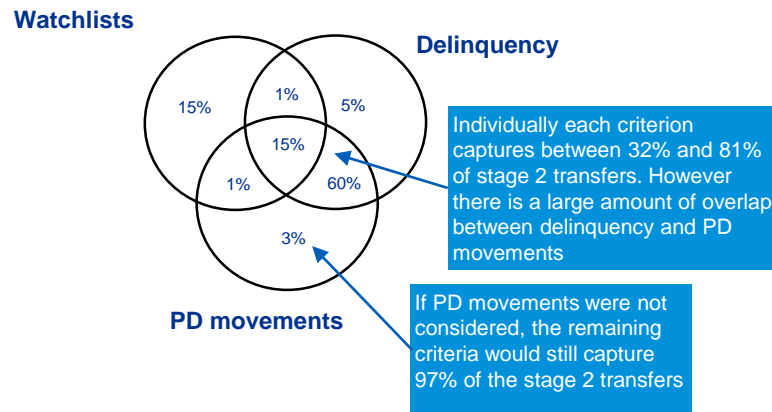 Watchlists
Delinquency
15%
1%
5%
15%
1%
60%
3%
PD movements
Individually each criterion
captures between 32% and 81%
of stage 2 transfers. However
there is a large amount of overlap
between delinquency and PD
movements
If PD movements were not
considered, the remaining
criteria would still capture
97% of the stage 2 transfers